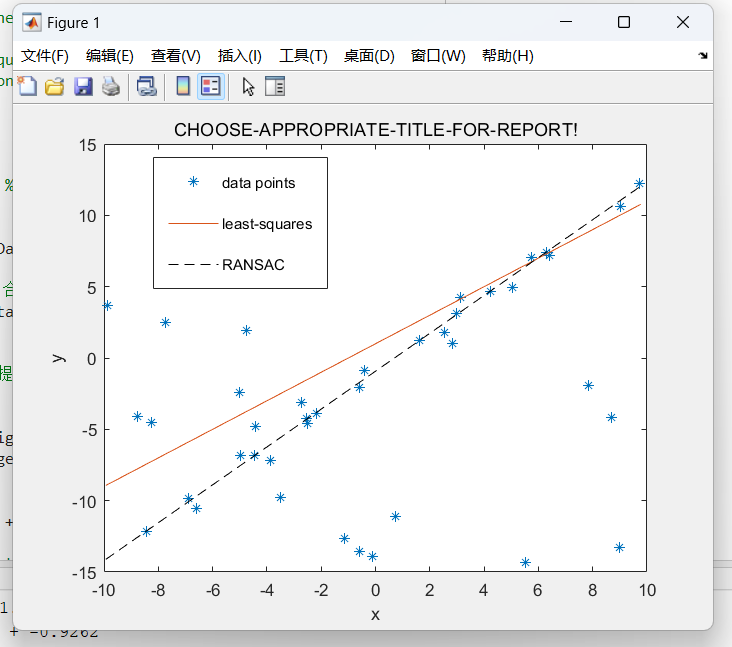 Figure 1
文件(F) 编辑(E) 查看(V) 插入(I) 工具(T) 桌面(D) 窗口(W) 帮助(H)
CHOOSE-APPROPRIATE-TITLE-FOR-REPORT!
data points
least-squares
RANSAC
15
10
5
0
-5
-10
-15
y
-10 -8 -6 -4 -2 0 2 4 6 8 10
x
+ -0.9262